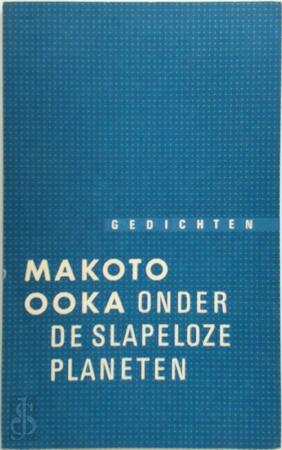 GEDICHTEN
MAKOTO
OOKA ONDER
DE SLAPELOZE
PLANETEN